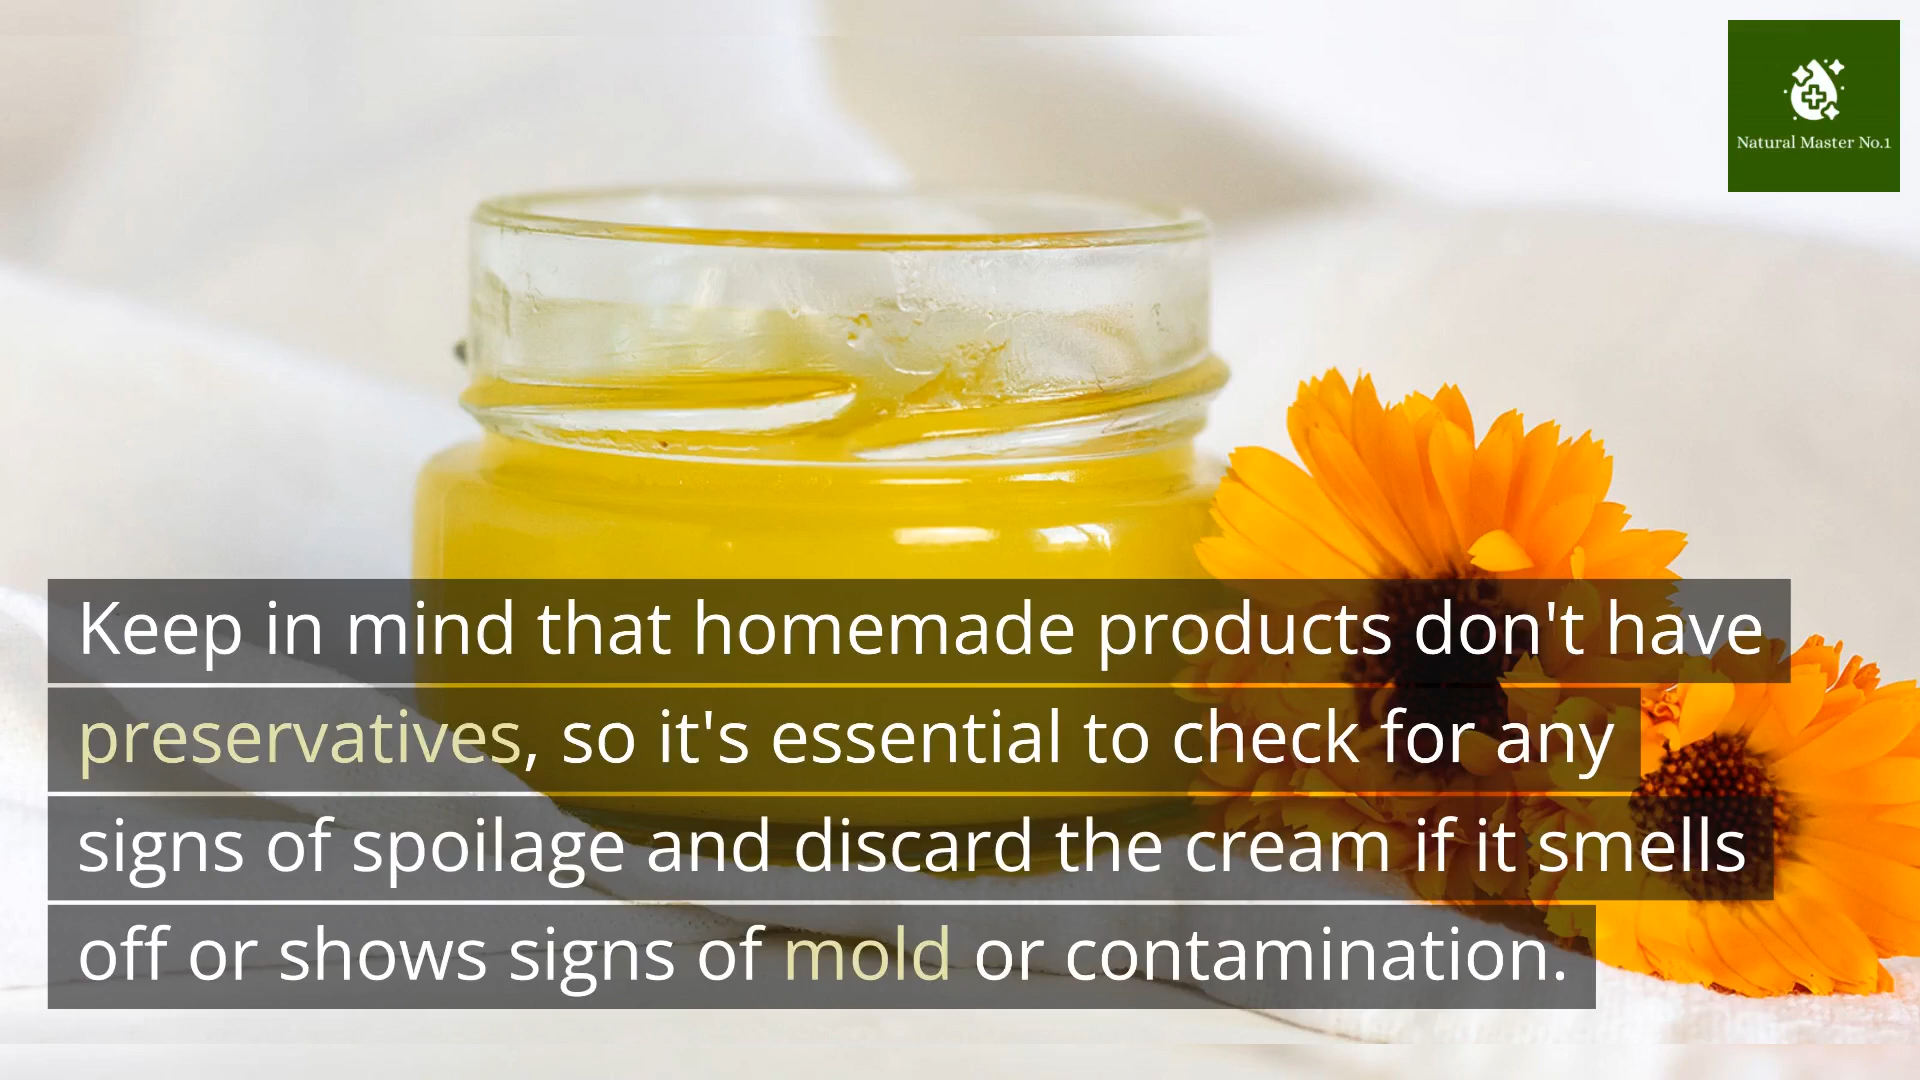 Natural Master No.1
Keep in mind that homemade products don't have
preservatives, so it's essential to check for any
signs of spoilage and discard the cream if it smells
off or shows signs of mold or contamination.